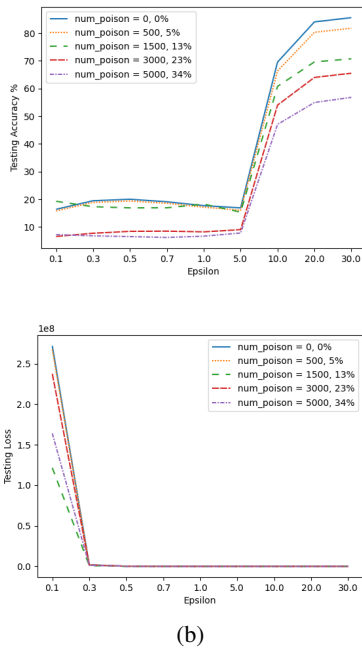 Testing Accuracy %
80
70
60
50
40
30
20
10
num_poison = 0, 0%
num_poison = 500, 5%
num_poison = 1500, 13%
num_poison = 3000, 23%
num_poison = 5000, 34%
0.1 0.3 0.5 0.7 1.0 5.0 10.0 20.0 30.0
Epsilon
1e8
Testing Loss
2.5
2.0
1.5
1.0
0.5
0.0
num_poison = 0, 0%
num_poison = 500, 5%
num_poison = 1500, 13%
num_poison = 3000, 23%
num_poison = 5000, 34%
0.1 0.3 0.5 0.7 1.0 5.0 10.0 20.0 30.0
Epsilon
(b)